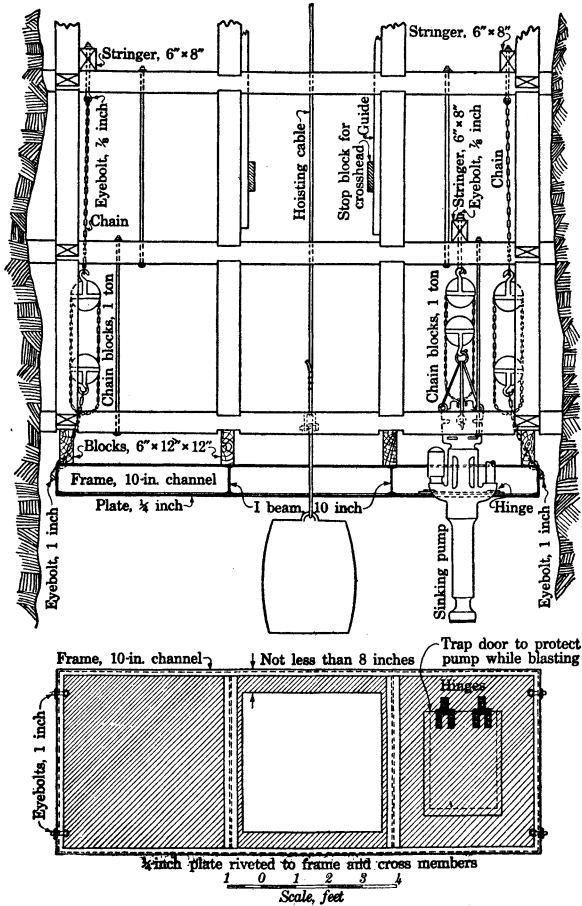 Stringer, 6"×8"
Stringer, 6"×8"
Eyebolt, ⅞ inch
Chain
Hoisting cable
Stop block for
crosshead
Guide
Stringer, 6"×8"
Eyebolt, ⅞ inch
Chain
Chain blocks, 1 ton
Chain blocks, 1 ton
Blocks, 6"×12"×12"
Frame, 10-in. channel
Plate, ¼ inch
I beam, 10 inch
Hinge
Eyebolt, 1 inch
Sinking pump
Eyebolt, 1 inch
Trap door to protect
pump while blasting
Frame, 10-in. channel
Not less than 8 inches
Hinges
Eyebolts, 1 inch
¼-inch plate riveted to frame and cross members
1 0 1 2 3 4
Scale, feet